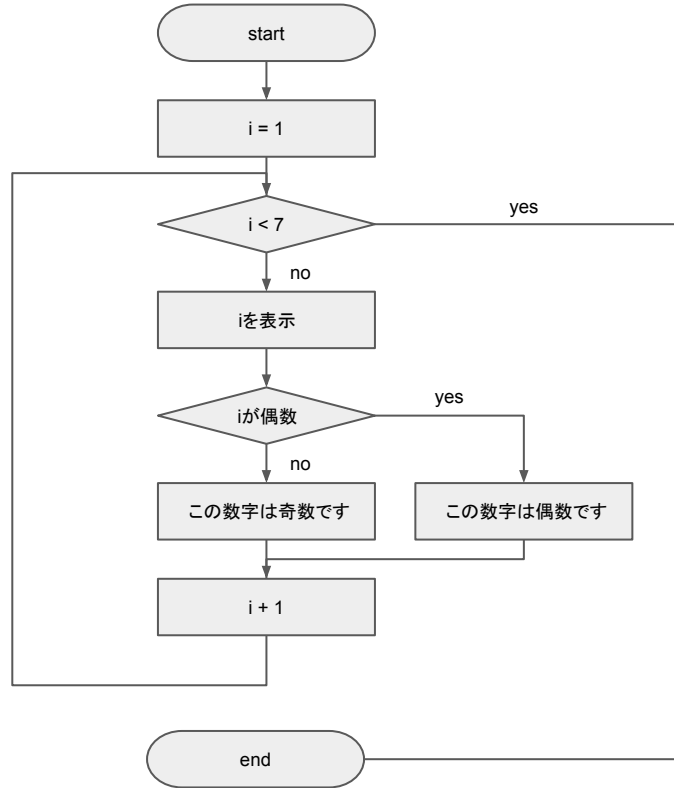 start
i = 1
i < 7
yes
no
iを表示
iが偶数
yes
no
この数字は奇数です
この数字は偶数です
i + 1
end